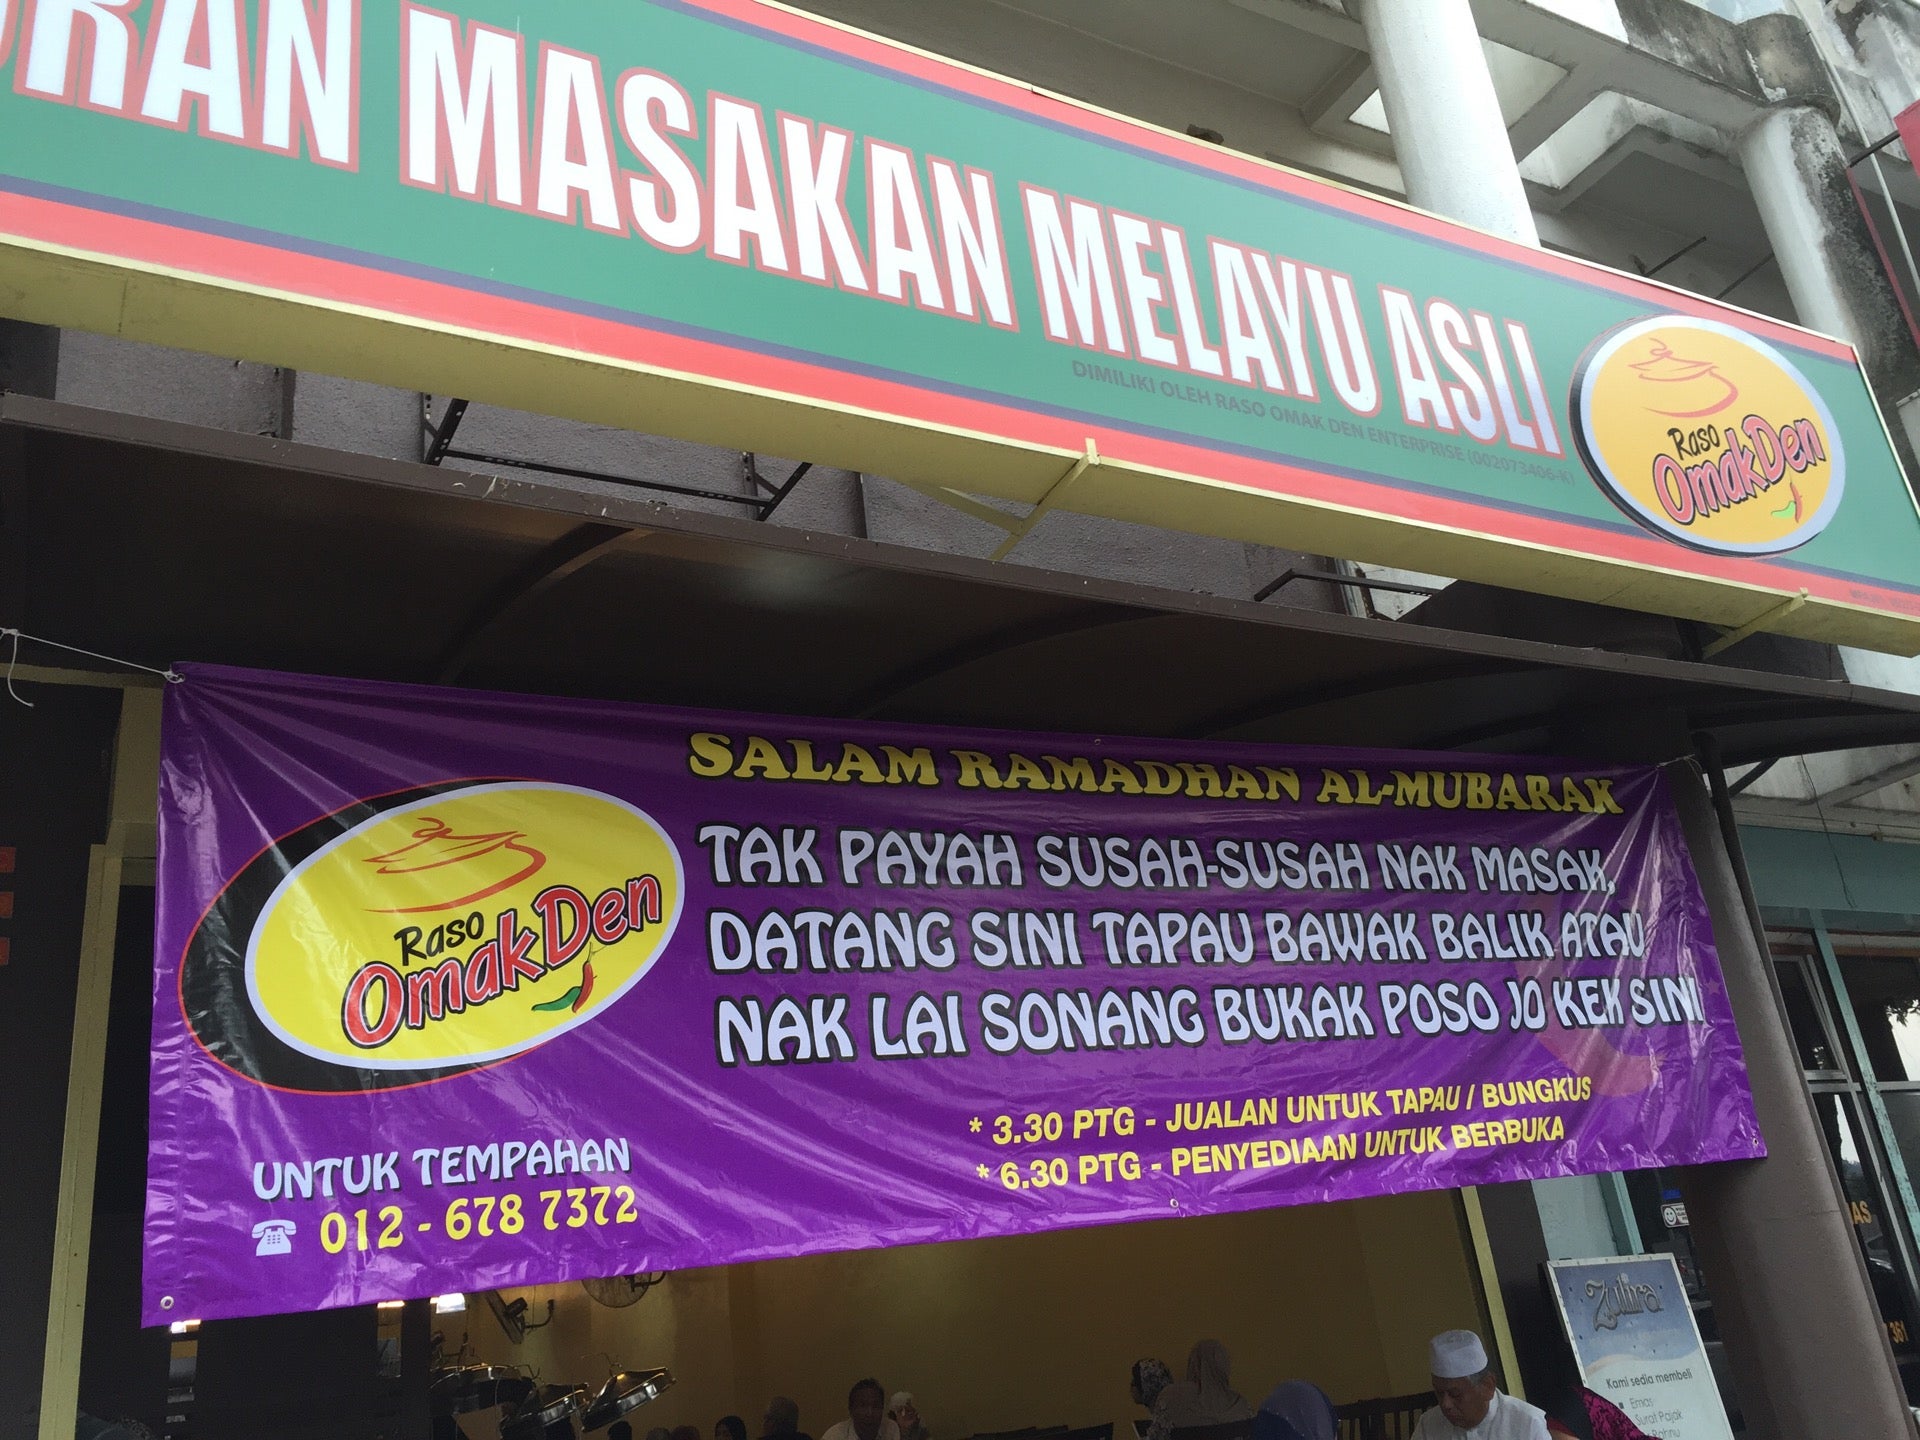 MASAKAN MELAYU ASLI
DIMILIKI OLEH RASO OMAK DEN ENTERPRISE (002073406-K)
Raso
OmakDen
SALAM RAMADHAN AL-MUBARAK
TAK PAYAH SUSAH-SUSAH NAK MASAK,
DATANG SINI TAPAU BAWAK BALIK ATAU
NAK LAI SONANG BUKAK POSO JO KEK SINI
Raso
OmakDen
* 3.30 PTG - JUALAN UNTUK TAPAU / BUNGKUS
* 6.30 PTG - PENYEDIAAN UNTUK BERBUKA
UNTUK TEMPAHAN
012 - 678 7372
Zulira
Kami sedia membeli
Emas
Surat Pajak